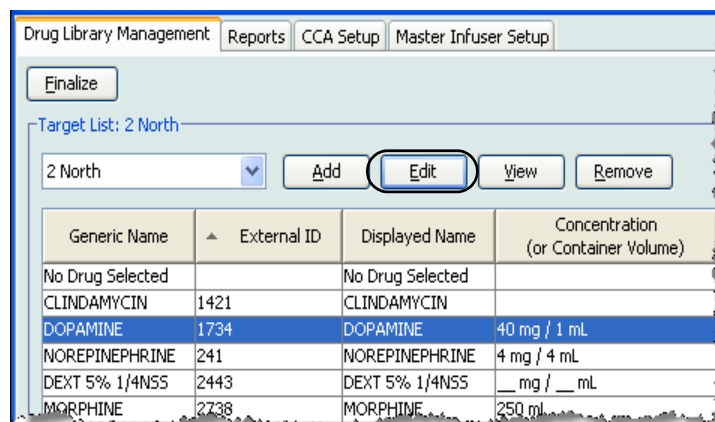 Drug Library Management Reports CCA Setup Master Infuser Setup
Finalize
Target List: 2 North
2 North Add Edit View Remove
Generic Name External ID Displayed Name Concentration (or Container Volume)
No Drug Selected No Drug Selected
CLINDAMYCIN 1421 CLINDAMYCIN
DOPAMINE 1734 DOPAMINE 40 mg / 1 mL
NOREPINEPHRINE 241 NOREPINEPHRINE 4 mg / 4 mL
DEXT 5% 1/4NSS 2443 DEXT 5% 1/4NSS __ mg / __ mL
MORPHINE 2738 MORPHINE 250 mL